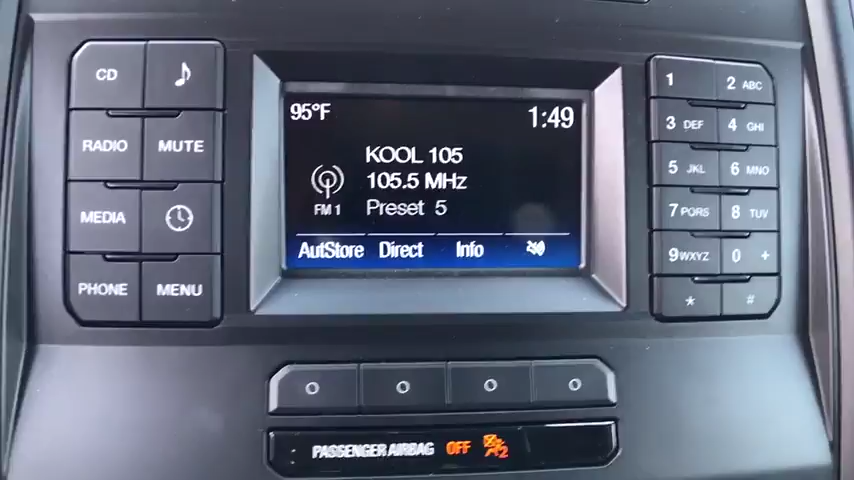 CD
RADIO MUTE
MEDIA
PHONE MENU
95°F 1:49
KOOL 105
105.5 MHz
FM 1 Preset 5
AutStore Direct Info
1 2 ABC
3 DEF 4 GHI
5 JKL 6 MNO
7 PQRS 8 TUV
9 WXYZ 0 +
* #
PASSENGER AIRBAG OFF 2